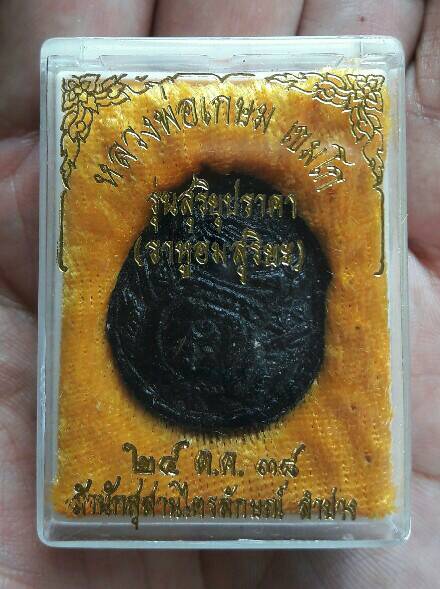 หลวงพ่อเกษม เขมโก
รุ่นสุริยุปราคา
(ราหูอมสุริยะ)
๒๔ ต.ค. ๓๘
สำนักสุสานไตรลักษณ์ ลำปาง